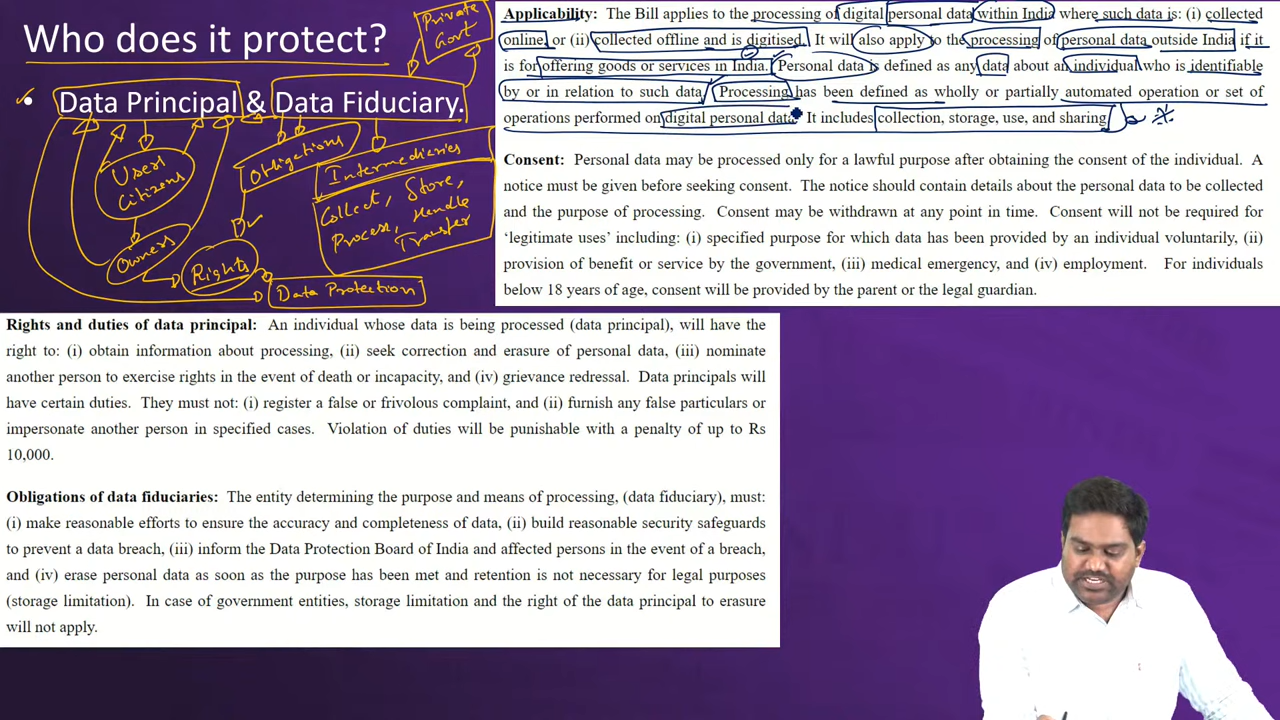 Who does it protect?
• Data Principal & Data Fiduciary.
Private
Govt
Users
Citizens
Owners
Rights
Obligations
Intermediaries
Collect, Store,
Process, Handle
Transfer
Data Protection
Applicability: The Bill applies to the processing of digital personal data within India where such data is: (i) collected
online, or (ii) collected offline and is digitised. It will also apply to the processing of personal data outside India if it
is for offering goods or services in India. Personal data is defined as any data about an individual who is identifiable
by or in relation to such data. Processing has been defined as wholly or partially automated operation or set of
operations performed on digital personal data. It includes collection, storage, use, and sharing.
Consent: Personal data may be processed only for a lawful purpose after obtaining the consent of the individual. A
notice must be given before seeking consent. The notice should contain details about the personal data to be collected
and the purpose of processing. Consent may be withdrawn at any point in time. Consent will not be required for
‘legitimate uses’ including: (i) specified purpose for which data has been provided by an individual voluntarily, (ii)
provision of benefit or service by the government, (iii) medical emergency, and (iv) employment. For individuals
below 18 years of age, consent will be provided by the parent or the legal guardian.
Rights and duties of data principal: An individual whose data is being processed (data principal), will have the
right to: (i) obtain information about processing, (ii) seek correction and erasure of personal data, (iii) nominate
another person to exercise rights in the event of death or incapacity, and (iv) grievance redressal. Data principals will
have certain duties. They must not: (i) register a false or frivolous complaint, and (ii) furnish any false particulars or
impersonate another person in specified cases. Violation of duties will be punishable with a penalty of up to Rs
10,000.
Obligations of data fiduciaries: The entity determining the purpose and means of processing, (data fiduciary), must:
(i) make reasonable efforts to ensure the accuracy and completeness of data, (ii) build reasonable security safeguards
to prevent a data breach, (iii) inform the Data Protection Board of India and affected persons in the event of a breach,
and (iv) erase personal data as soon as the purpose has been met and retention is not necessary for legal purposes
(storage limitation). In case of government entities, storage limitation and the right of the data principal to erasure
will not apply.